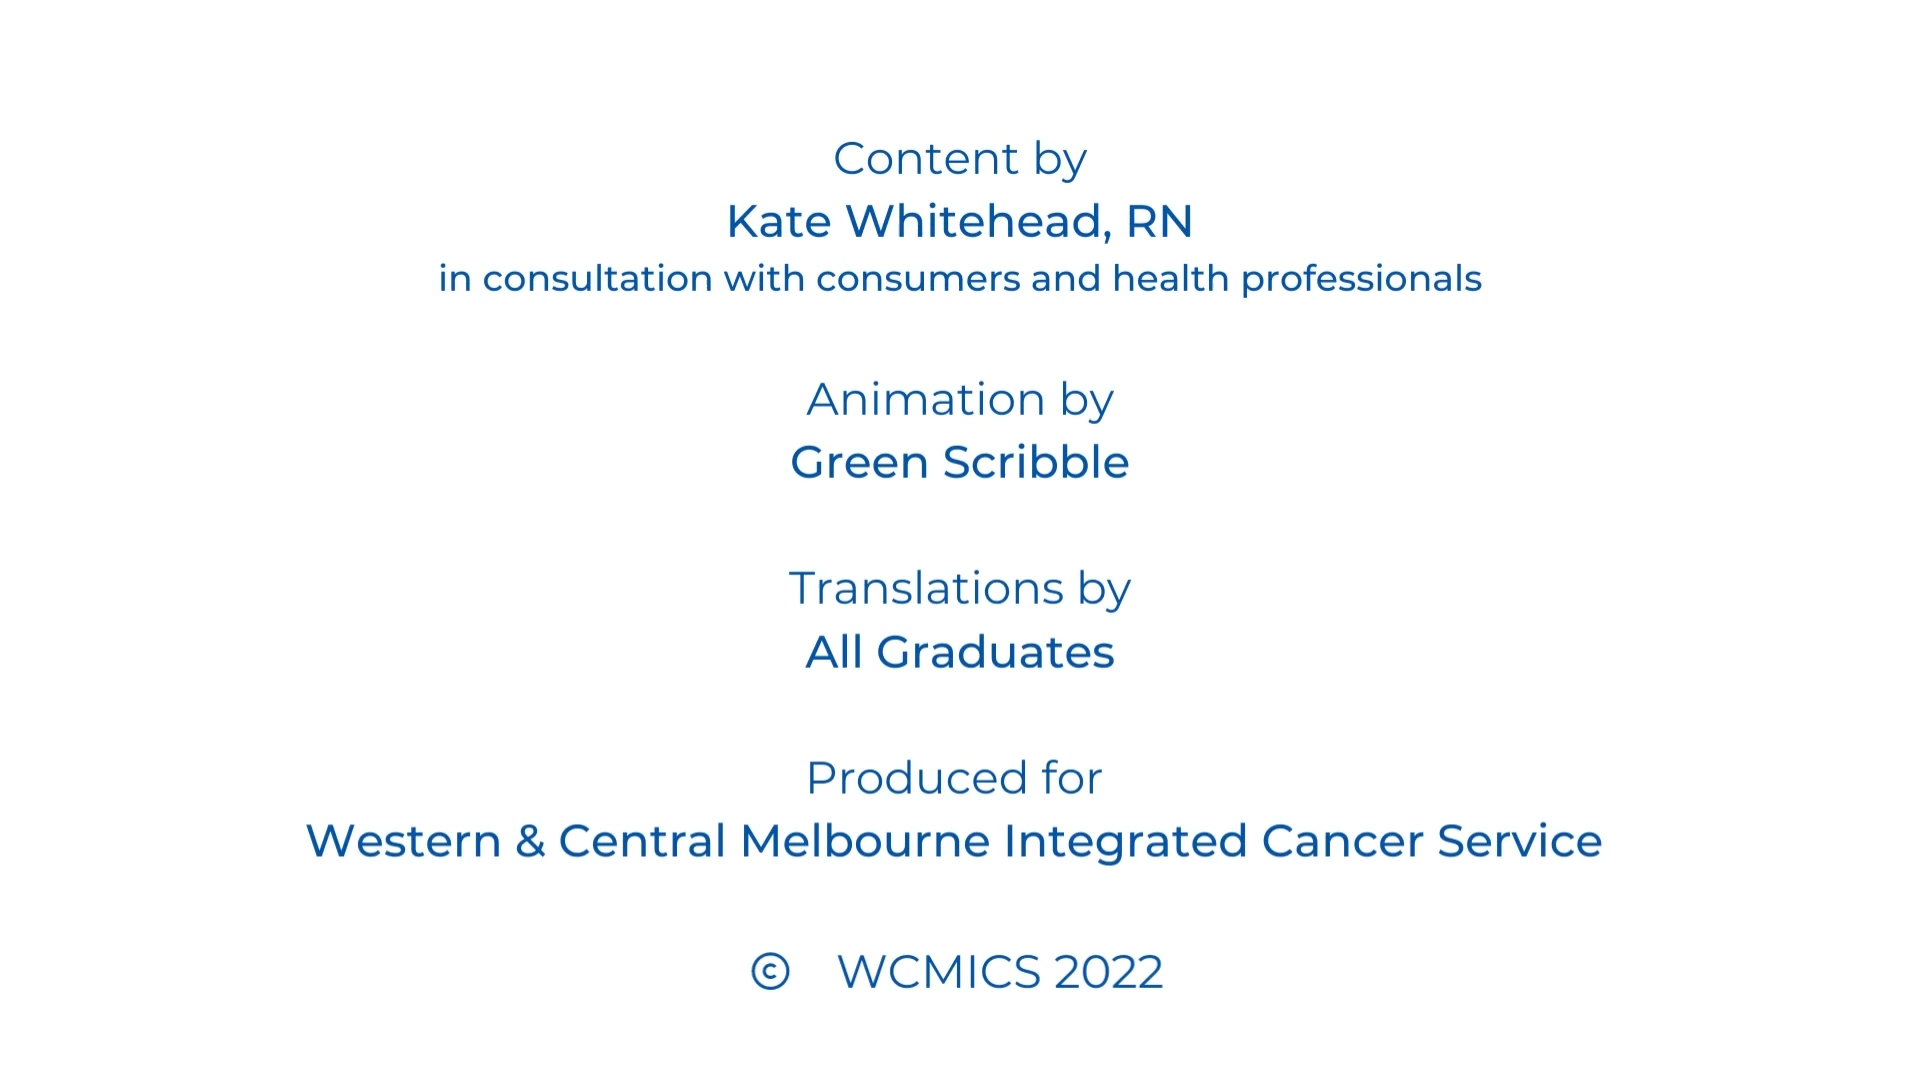 Content by
Kate Whitehead, RN
in consultation with consumers and health professionals
Animation by
Green Scribble
Translations by
All Graduates
Produced for
Western & Central Melbourne Integrated Cancer Service
© WCMICS 2022